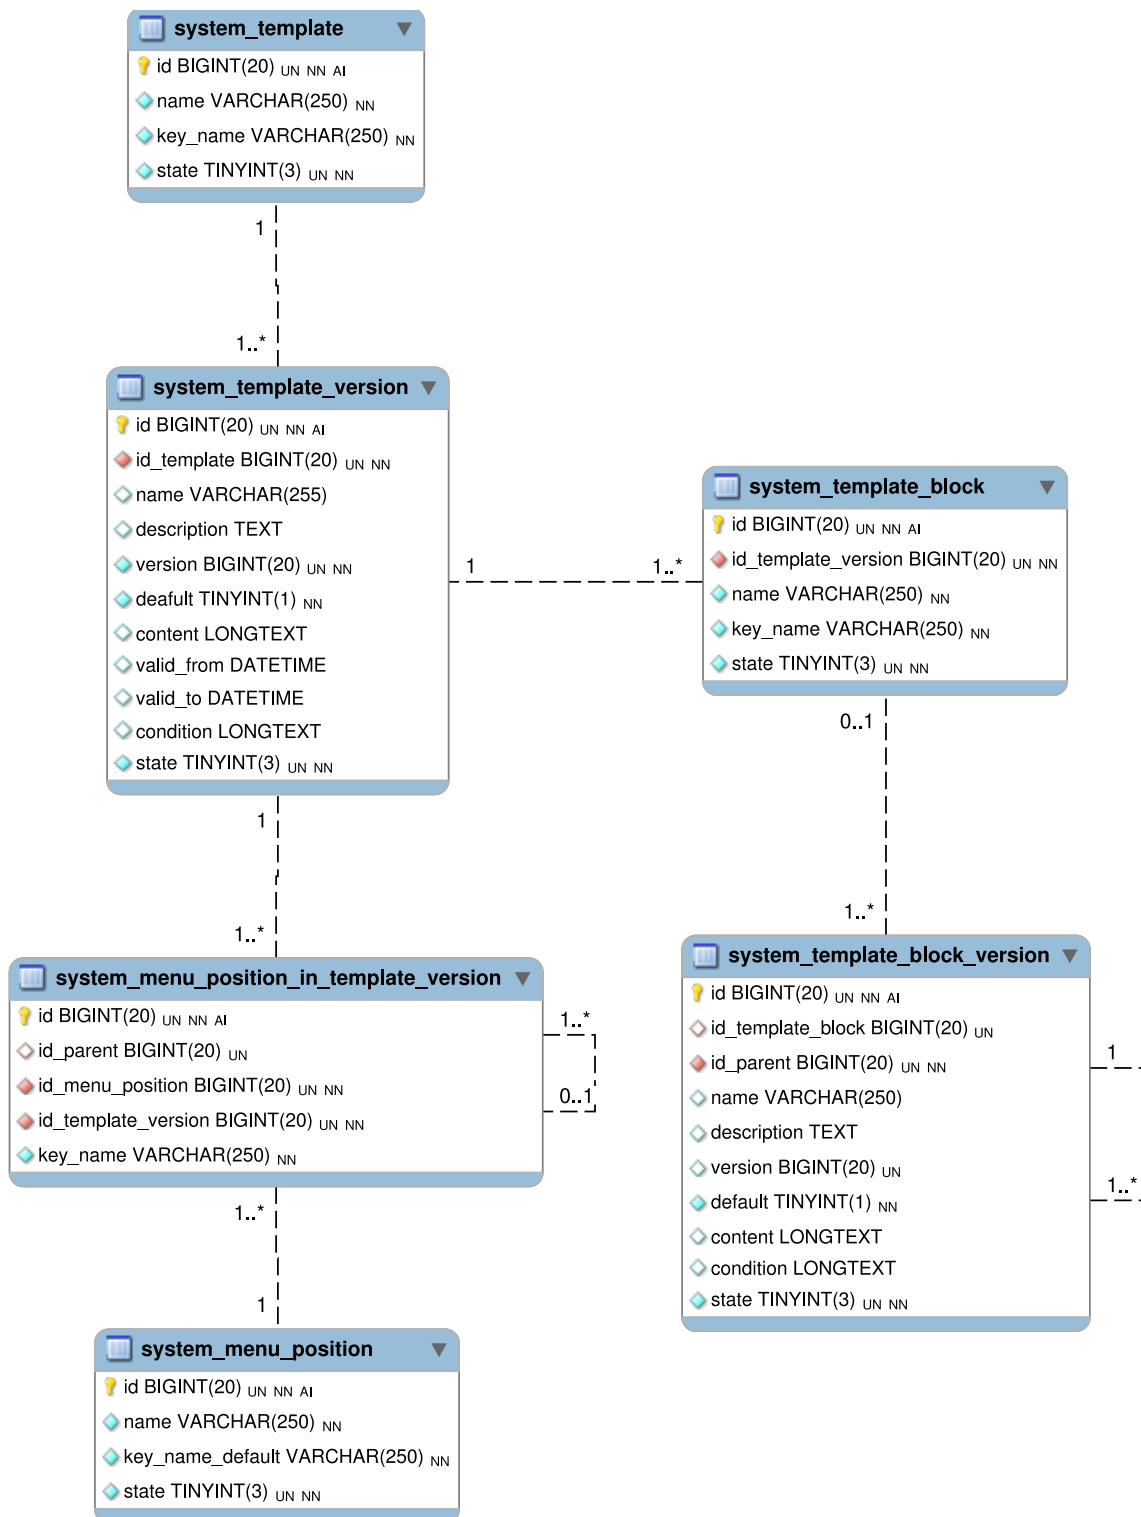 system_template
id BIGINT(20) UN NN AI
name VARCHAR(250) NN
key_name VARCHAR(250) NN
state TINYINT(3) UN NN
1
1..*
system_template_version
id BIGINT(20) UN NN AI
id_template BIGINT(20) UN NN
name VARCHAR(255)
description TEXT
version BIGINT(20) UN NN
deafult TINYINT(1) NN
content LONGTEXT
valid_from DATETIME
valid_to DATETIME
condition LONGTEXT
state TINYINT(3) UN NN
1
1..*
system_template_block
id BIGINT(20) UN NN AI
id_template_version BIGINT(20) UN NN
name VARCHAR(250) NN
key_name VARCHAR(250) NN
state TINYINT(3) UN NN
0..1
1..*
1
1..*
system_menu_position_in_template_version
id BIGINT(20) UN NN AI
id_parent BIGINT(20) UN
id_menu_position BIGINT(20) UN NN
id_template_version BIGINT(20) UN NN
key_name VARCHAR(250) NN
1..*
0..1
system_template_block_version
id BIGINT(20) UN NN AI
id_template_block BIGINT(20) UN
id_parent BIGINT(20) UN NN
name VARCHAR(250)
description TEXT
version BIGINT(20) UN
default TINYINT(1) NN
content LONGTEXT
condition LONGTEXT
state TINYINT(3) UN NN
1
1..*
1..*
1
system_menu_position
id BIGINT(20) UN NN AI
name VARCHAR(250) NN
key_name_default VARCHAR(250) NN
state TINYINT(3) UN NN